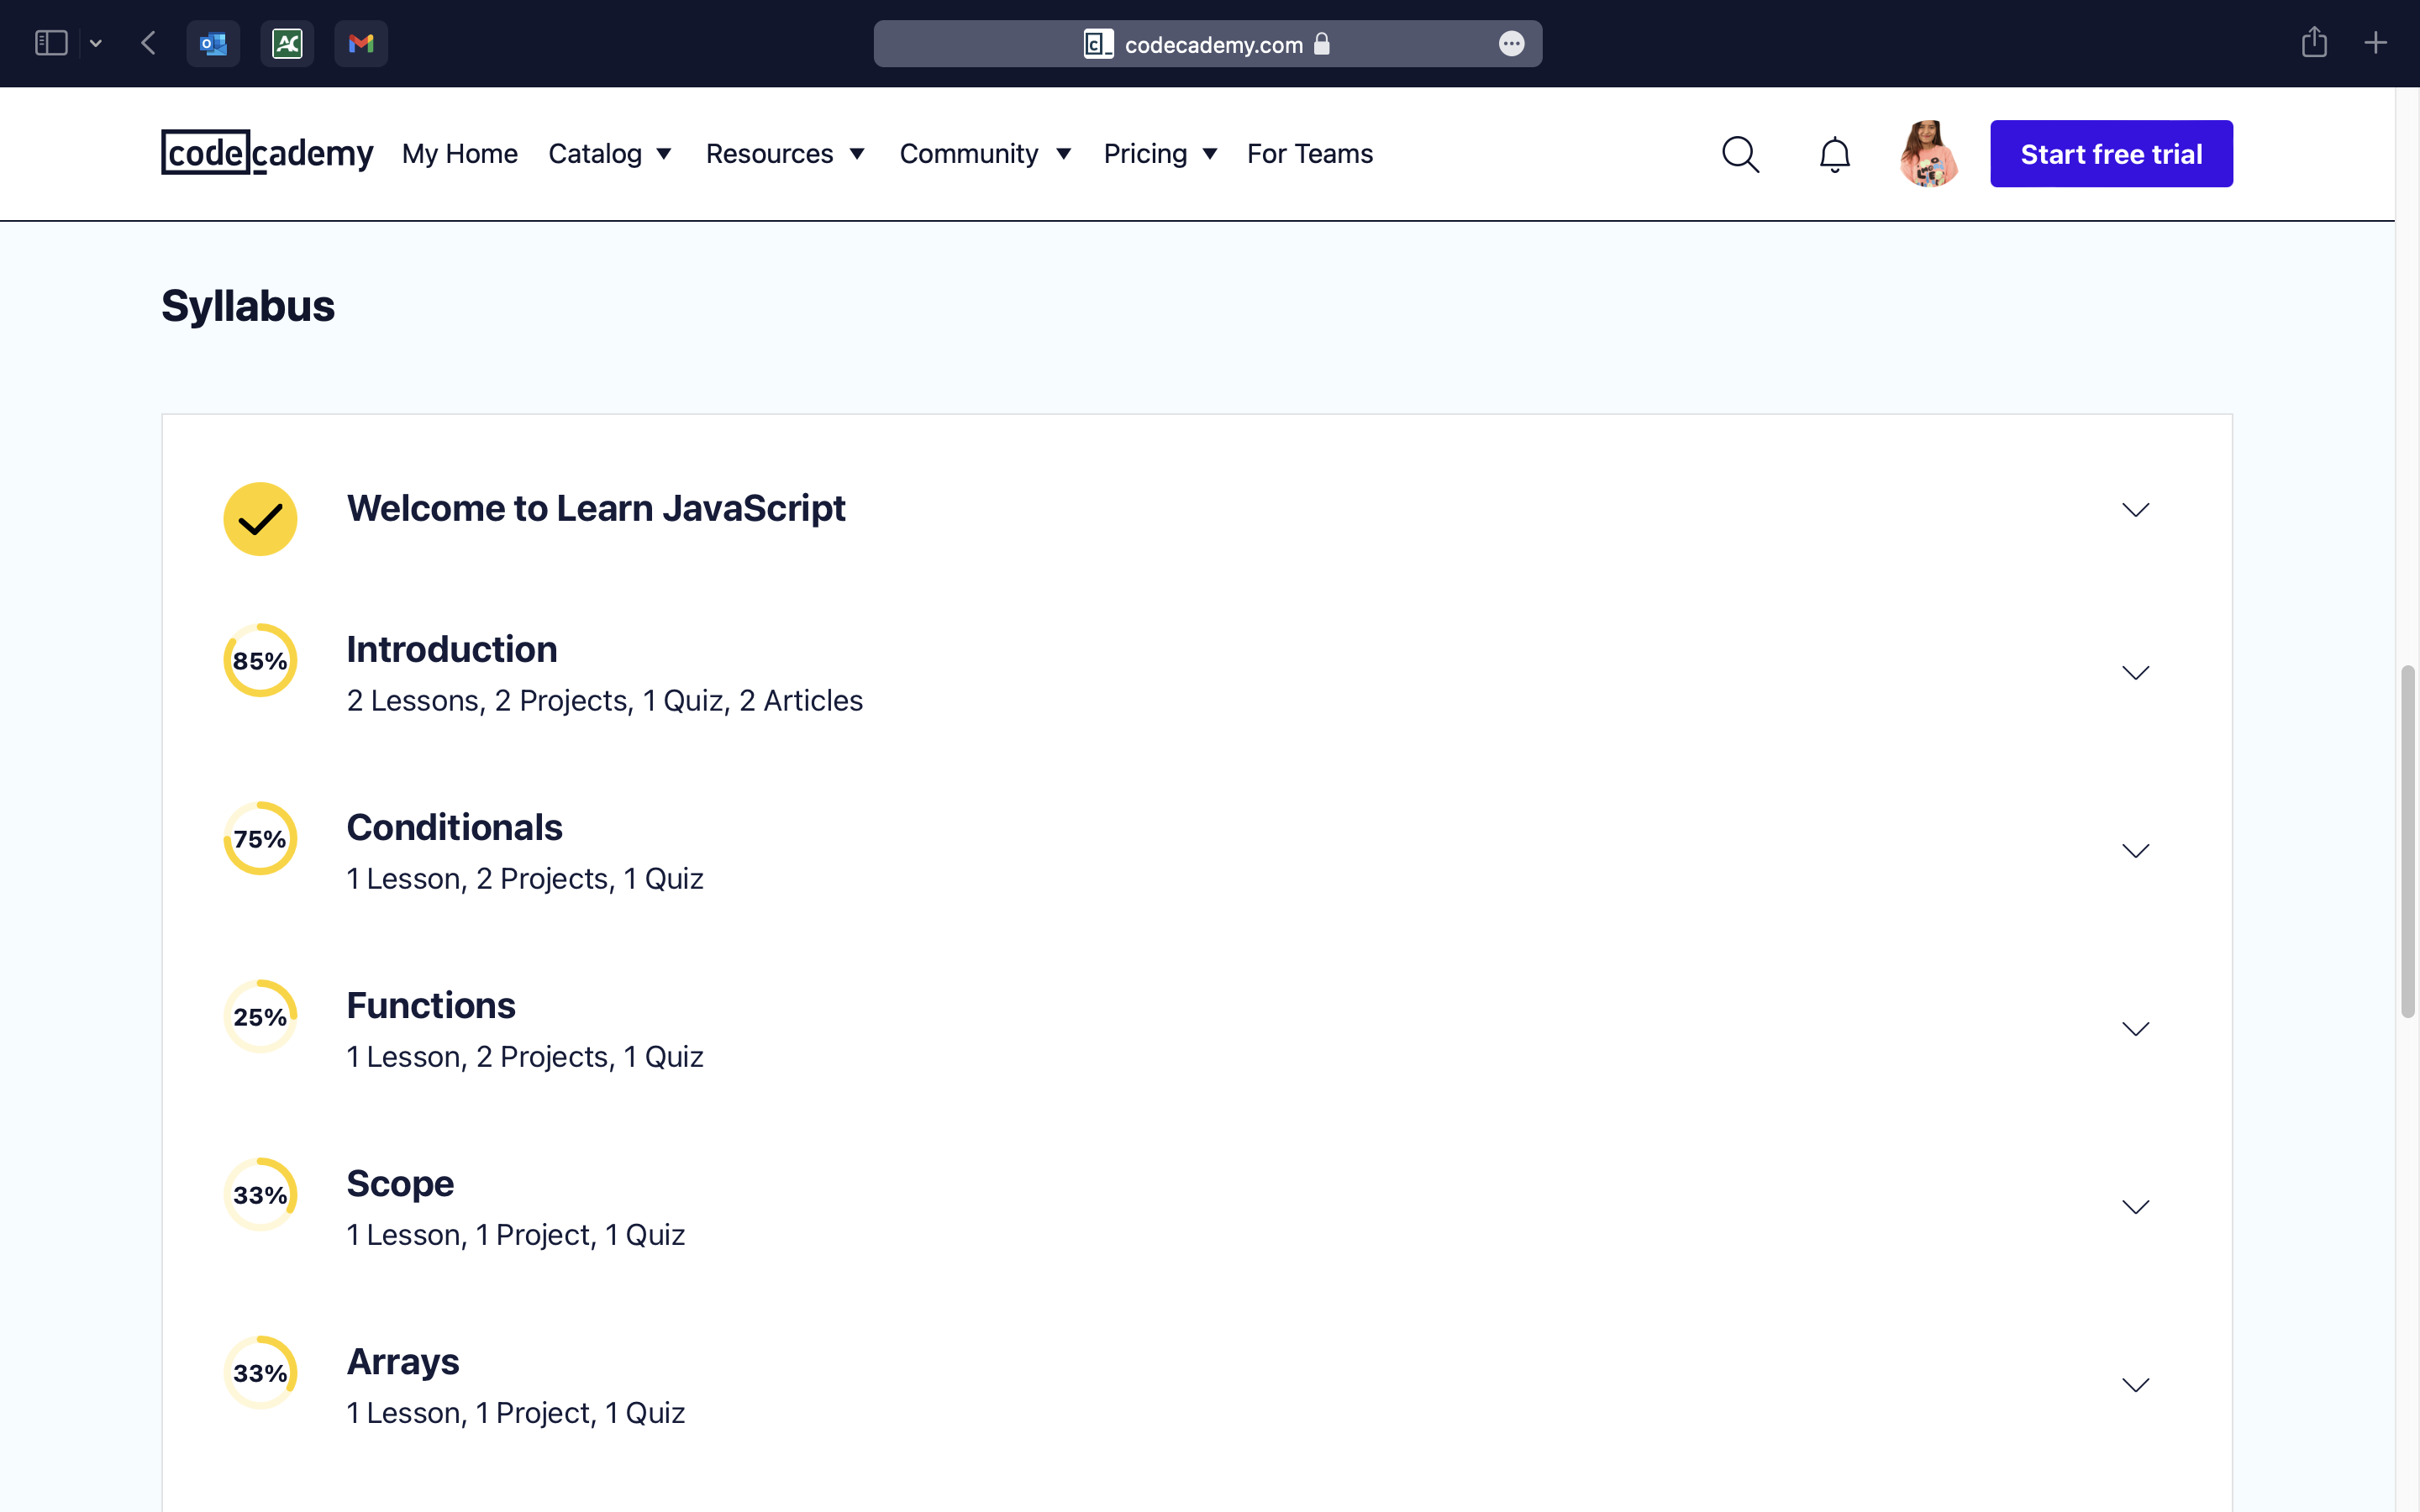 codecademy.com
codecademy My Home Catalog Resources Community Pricing For Teams Start free trial
Syllabus
Welcome to Learn JavaScript
85% Introduction
2 Lessons, 2 Projects, 1 Quiz, 2 Articles
75% Conditionals
1 Lesson, 2 Projects, 1 Quiz
25% Functions
1 Lesson, 2 Projects, 1 Quiz
33% Scope
1 Lesson, 1 Project, 1 Quiz
33% Arrays
1 Lesson, 1 Project, 1 Quiz